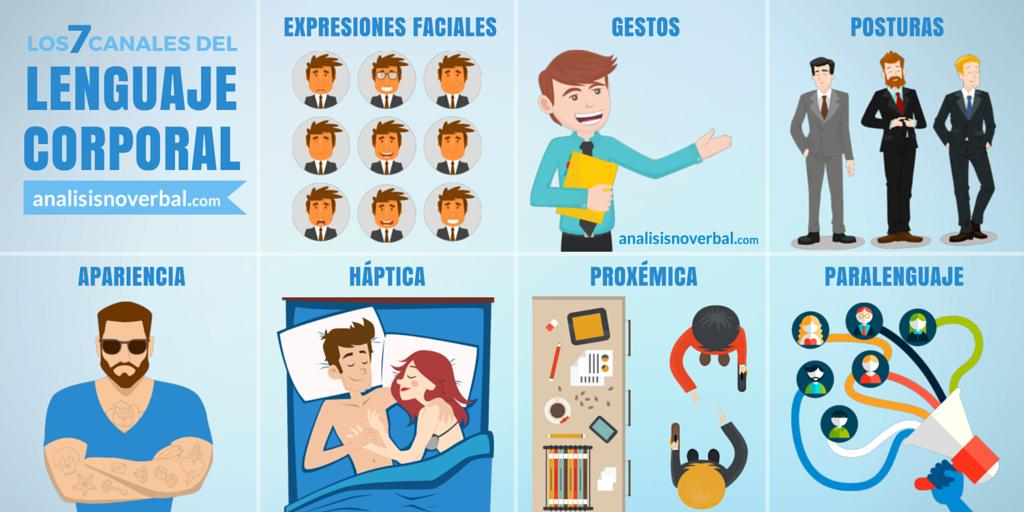 LOS 7 CANALES DEL
LENGUAJE
CORPORAL
analisisnoverbal.com
EXPRESIONES FACIALES
GESTOS
analisisnoverbal.com
POSTURAS
APARIENCIA
HÁPTICA
PROXÉMICA
PARALENGUAJE